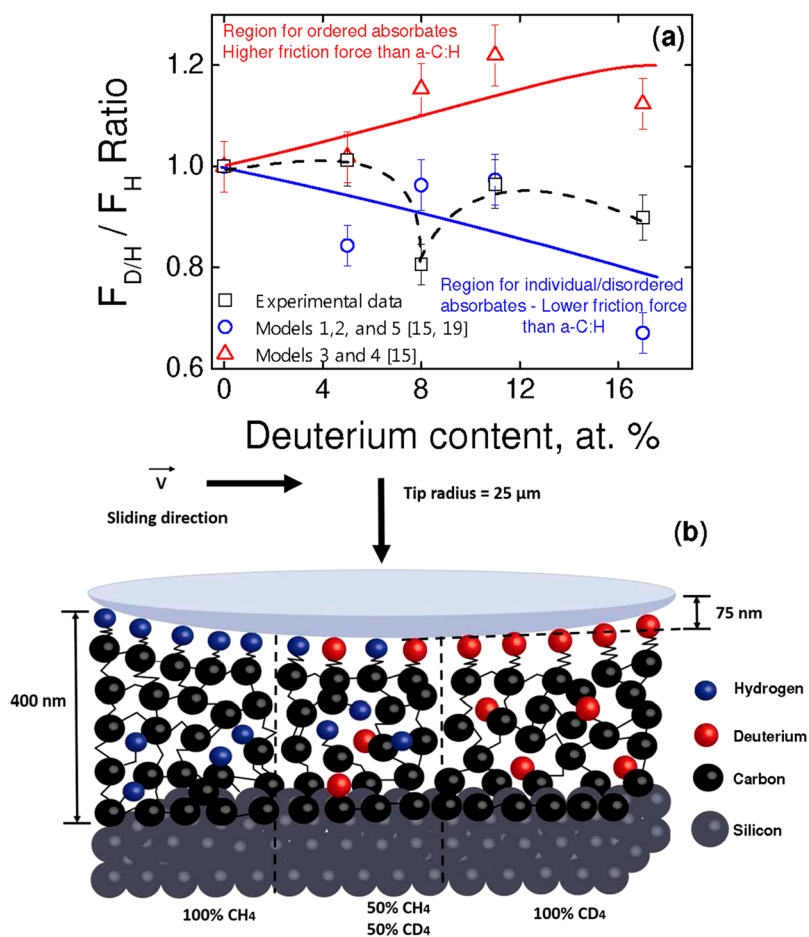 Region for ordered absorbates
Higher friction force than a-C:H
(a)
F_D/H / F_H Ratio
1.2
1.0
0.8
0.6
Region for individual/disordered
absorbates - Lower friction force
than a-C:H
Experimental data
Models 1,2, and 5 [15, 19]
Models 3 and 4 [15]
0
4
8
12
16
Deuterium content, at. %
v
Sliding direction
Tip radius = 25 µm
(b)
75 nm
400 nm
Hydrogen
Deuterium
Carbon
Silicon
100% CH4
50% CH4
50% CD4
100% CD4